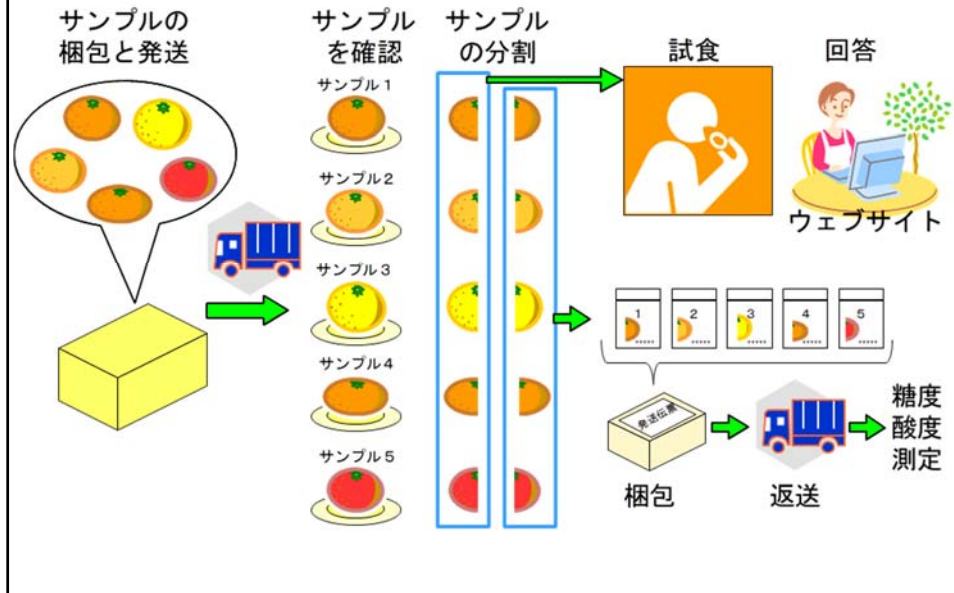 サンプルの
梱包と発送
サンプル
を確認
サンプル
の分割
試食
回答
サンプル1
サンプル2
サンプル3
サンプル4
サンプル5
ウェブサイト
1
2
3
4
5
発送伝票
梱包
返送
糖度
酸度
測定